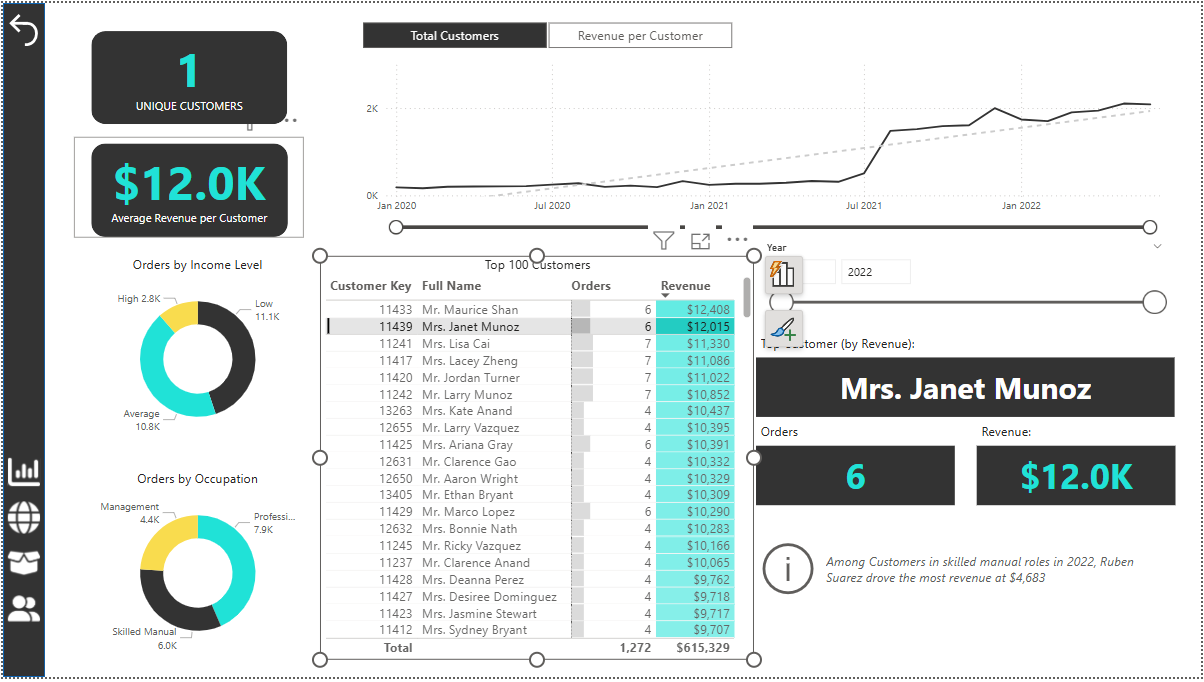 1
UNIQUE CUSTOMERS
$12.0K
Average Revenue per Customer
Total Customers
Revenue per Customer
2K
0K
Jan 2020
Jul 2020
Jan 2021
Jul 2021
Jan 2022
Orders by Income Level
High 2.8K
Low
11.1K
Average
10.8K
Orders by Occupation
Management
4.4K
Professi...
7.9K
Skilled Manual
6.0K
Top 100 Customers
Customer Key Full Name Orders Revenue
11433 Mr. Maurice Shan 6 $12,408
11439 Mrs. Janet Munoz 6 $12,015
11241 Mrs. Lisa Cai 7 $11,330
11417 Mrs. Lacey Zheng 7 $11,086
11420 Mr. Jordan Turner 7 $11,022
11242 Mr. Larry Munoz 7 $10,852
13263 Mrs. Kate Anand 4 $10,437
12655 Mr. Larry Vazquez 4 $10,395
11425 Mrs. Ariana Gray 6 $10,391
12631 Mr. Clarence Gao 4 $10,332
12650 Mr. Aaron Wright 4 $10,329
13405 Mr. Ethan Bryant 4 $10,309
11429 Mr. Marco Lopez 6 $10,290
12632 Mrs. Bonnie Nath 4 $10,283
11245 Mr. Ricky Vazquez 4 $10,166
11237 Mr. Clarence Anand 4 $10,065
11428 Mrs. Deanna Perez 4 $9,762
11427 Mrs. Desiree Dominguez 4 $9,718
11423 Mrs. Jasmine Stewart 4 $9,717
11412 Mrs. Sydney Bryant 4 $9,707
Total 1,272 $615,329
Year
2022
Customer (by Revenue):
Mrs. Janet Munoz
Orders
6
Revenue:
$12.0K
Among Customers in skilled manual roles in 2022, Ruben
Suarez drove the most revenue at $4,683